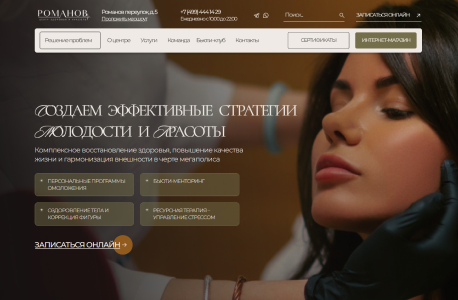 РОМАНОВ
Романов переулок, д. 5
Проложить маршрут
+7 (499) 444 14 29
Ежедневно с 10:00 до 22:00
Поиск...
ЗАПИСАТЬСЯ ОНЛАЙН
Решение проблем
О центре
Услуги
Команда
Бьюти-клуб
Контакты
СЕРТИФИКАТЫ
ИНТЕРНЕТ-МАГАЗИН
СОЗДАЕМ ЭФФЕКТИВНЫЕ СТРАТЕГИИ
МОЛОДОСТИ И КРАСОТЫ
Комплексное восстановление здоровья, повышение качества
жизни и гармонизация внешности в черте мегаполиса
ПЕРСОНАЛЬНЫЕ ПРОГРАММЫ
ОМОЛОЖЕНИЯ
БЬЮТИ-МЕНТОРИНГ
ОЗДОРОВЛЕНИЕ ТЕЛА И
КОРРЕКЦИЯ ФИГУРЫ
РЕСУРСНАЯ ТЕРАПИЯ -
УПРАВЛЕНИЕ СТРЕССОМ
ЗАПИСАТЬСЯ ОНЛАЙН